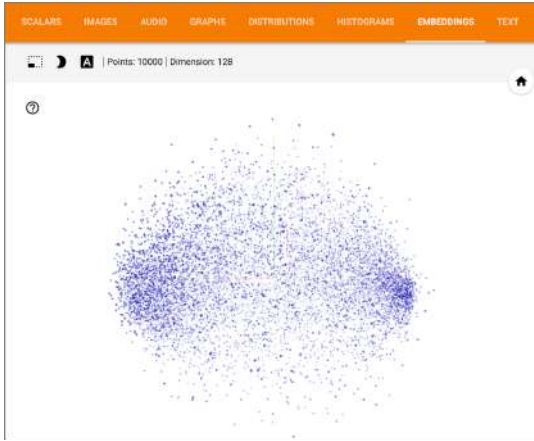 SCALARS IMAGES AUDIO GRAPHS DISTRIBUTIONS HISTOGRAMS EMBEDDINGS TEXT
A | Points: 10000 | Dimension: 128